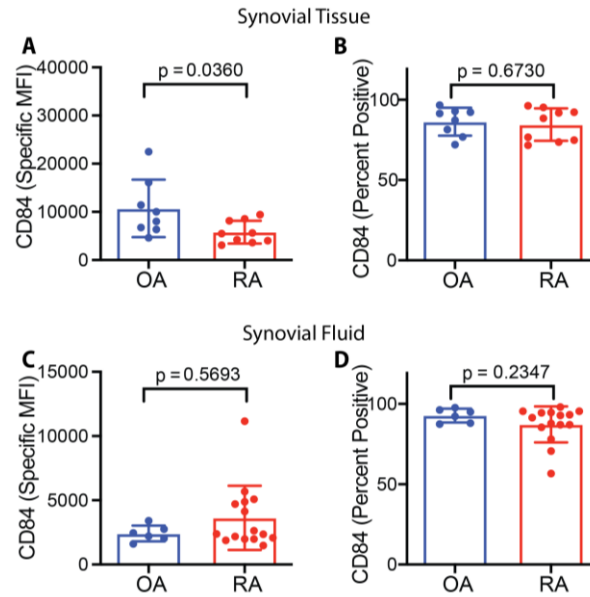 Synovial Tissue
A
B
p = 0.0360
p = 0.6730
CD84 (Specific MFI)
40000
30000
20000
10000
0
OA
RA
CD84 (Percent Positive)
100
50
0
OA
RA
Synovial Fluid
C
D
p = 0.5693
p = 0.2347
CD84 (Specific MFI)
15000
10000
5000
0
OA
RA
CD84 (Percent Positive)
100
50
0
OA
RA